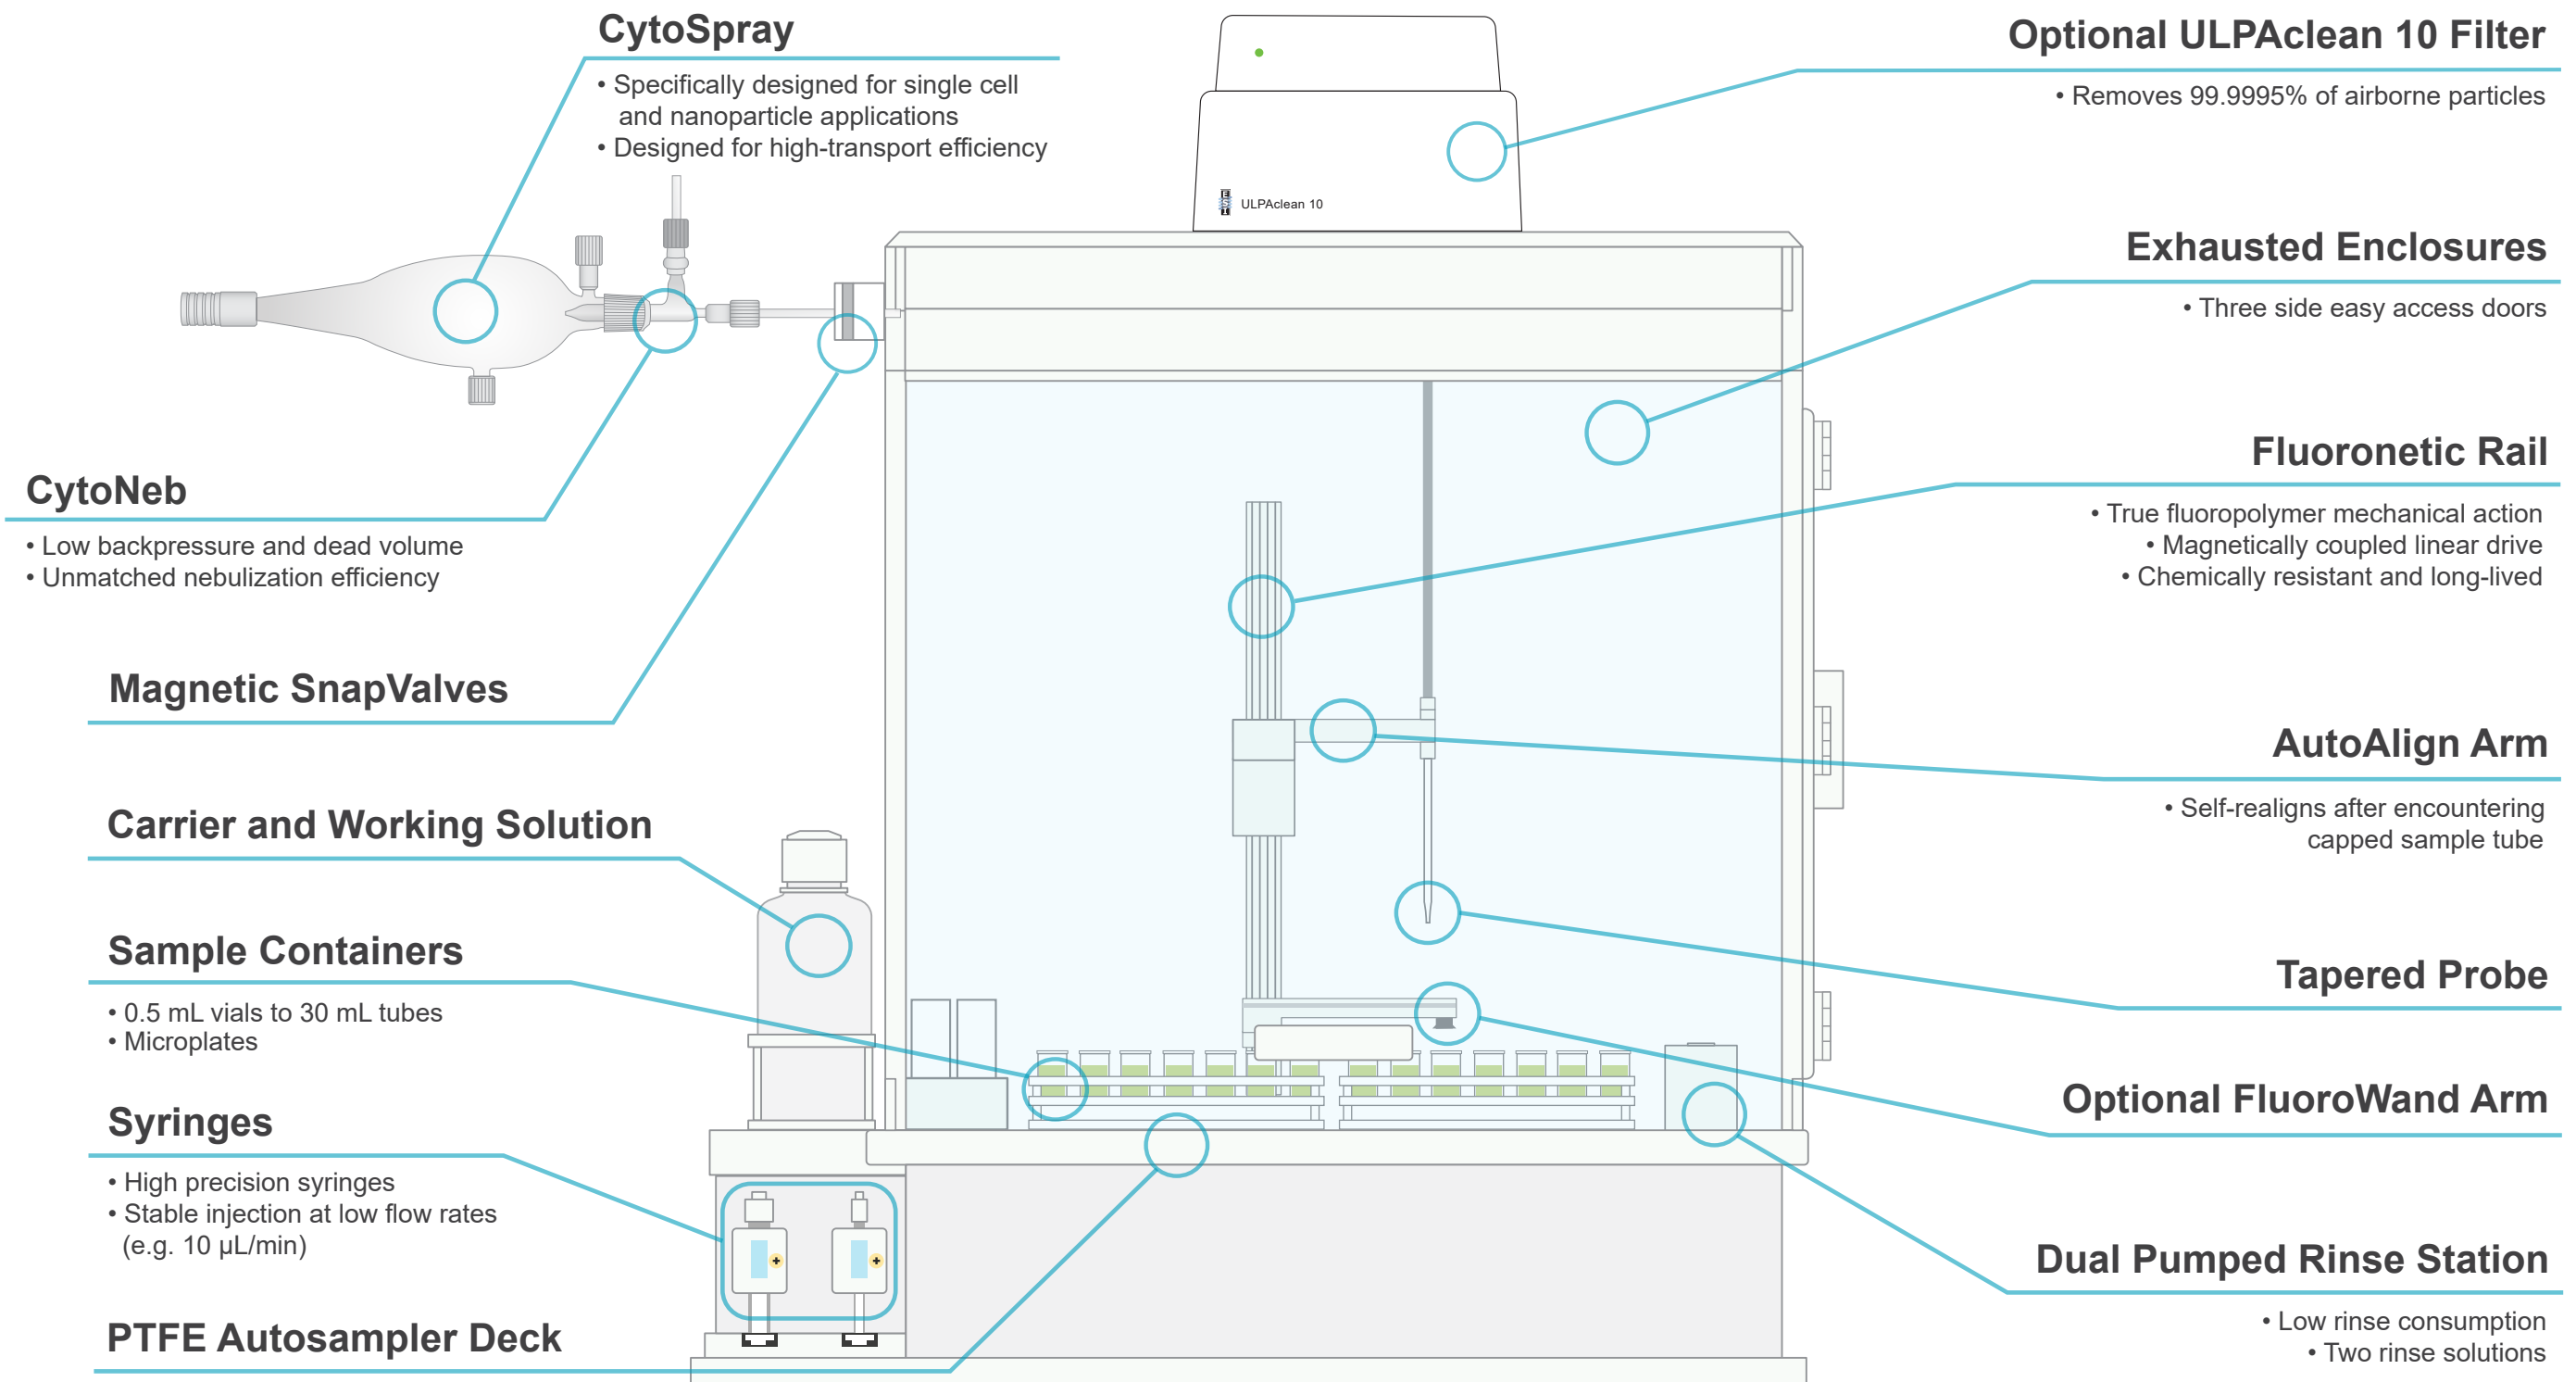 CytoSpray
• Specifically designed for single cell
and nanoparticle applications
• Designed for high-transport efficiency
CytoNeb
• Low backpressure and dead volume
• Unmatched nebulization efficiency
Magnetic SnapValves
Carrier and Working Solution
Sample Containers
• 0.5 mL vials to 30 mL tubes
• Microplates
Syringes
• High precision syringes
• Stable injection at low flow rates
(e.g. 10 µL/min)
PTFE Autosampler Deck
ESI
ULPAclean 10
Optional ULPAclean 10 Filter
• Removes 99.9995% of airborne particles
Exhausted Enclosures
• Three side easy access doors
Fluoronetic Rail
• True fluoropolymer mechanical action
• Magnetically coupled linear drive
• Chemically resistant and long-lived
AutoAlign Arm
• Self-realigns after encountering
capped sample tube
Tapered Probe
Optional FluoroWand Arm
Dual Pumped Rinse Station
• Low rinse consumption
• Two rinse solutions